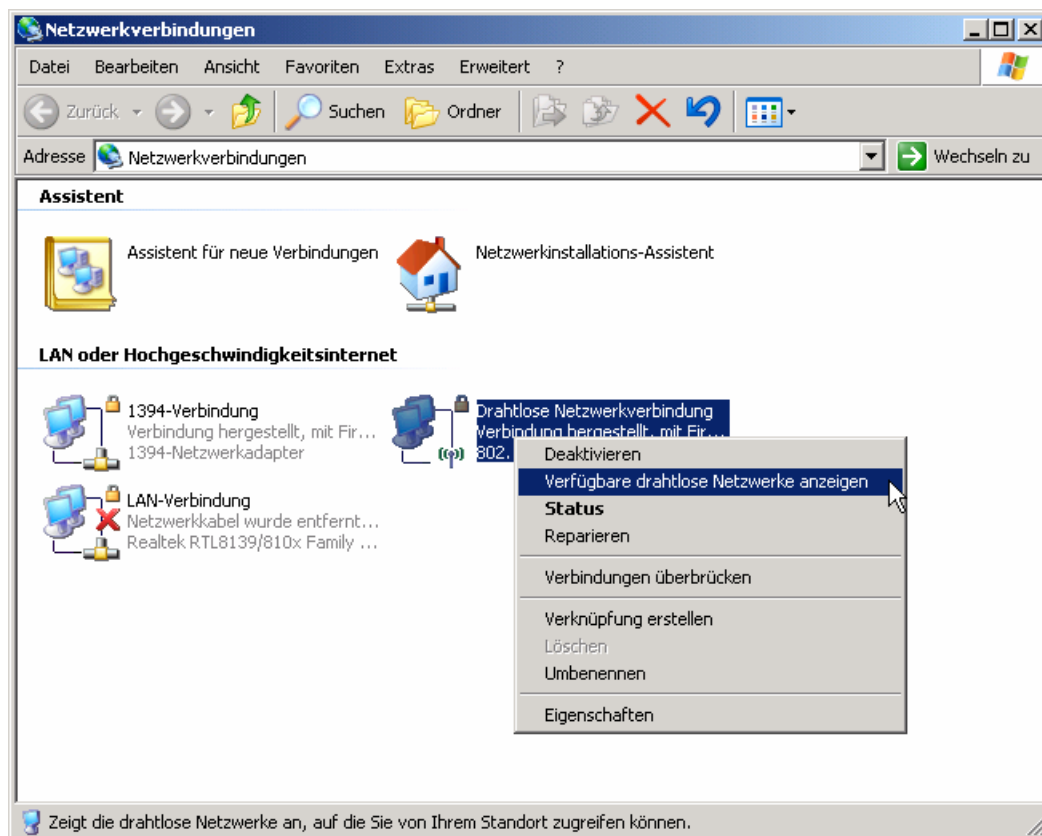 Netzwerkverbindungen
Datei Bearbeiten Ansicht Favoriten Extras Erweitert ?
Zurück Suchen Ordner
Adresse Netzwerkverbindungen Wechseln zu
Assistent
Assistent für neue Verbindungen Netzwerkinstallations-Assistent
LAN oder Hochgeschwindigkeitsinternet
1394-Verbindung
Verbindung hergestellt, mit Fir...
1394-Netzwerkadapter
Drahtlose Netzwerkverbindung
Verbindung hergestellt, mit Fir...
802.
LAN-Verbindung
Netzwerkkabel wurde entfernt...
Realtek RTL8139/810x Family ...
Deaktivieren
Verfügbare drahtlose Netzwerke anzeigen
Status
Reparieren
Verbindungen überbrücken
Verknüpfung erstellen
Löschen
Umbenennen
Eigenschaften
Zeigt die drahtlose Netzwerke an, auf die Sie von Ihrem Standort zugreifen können.